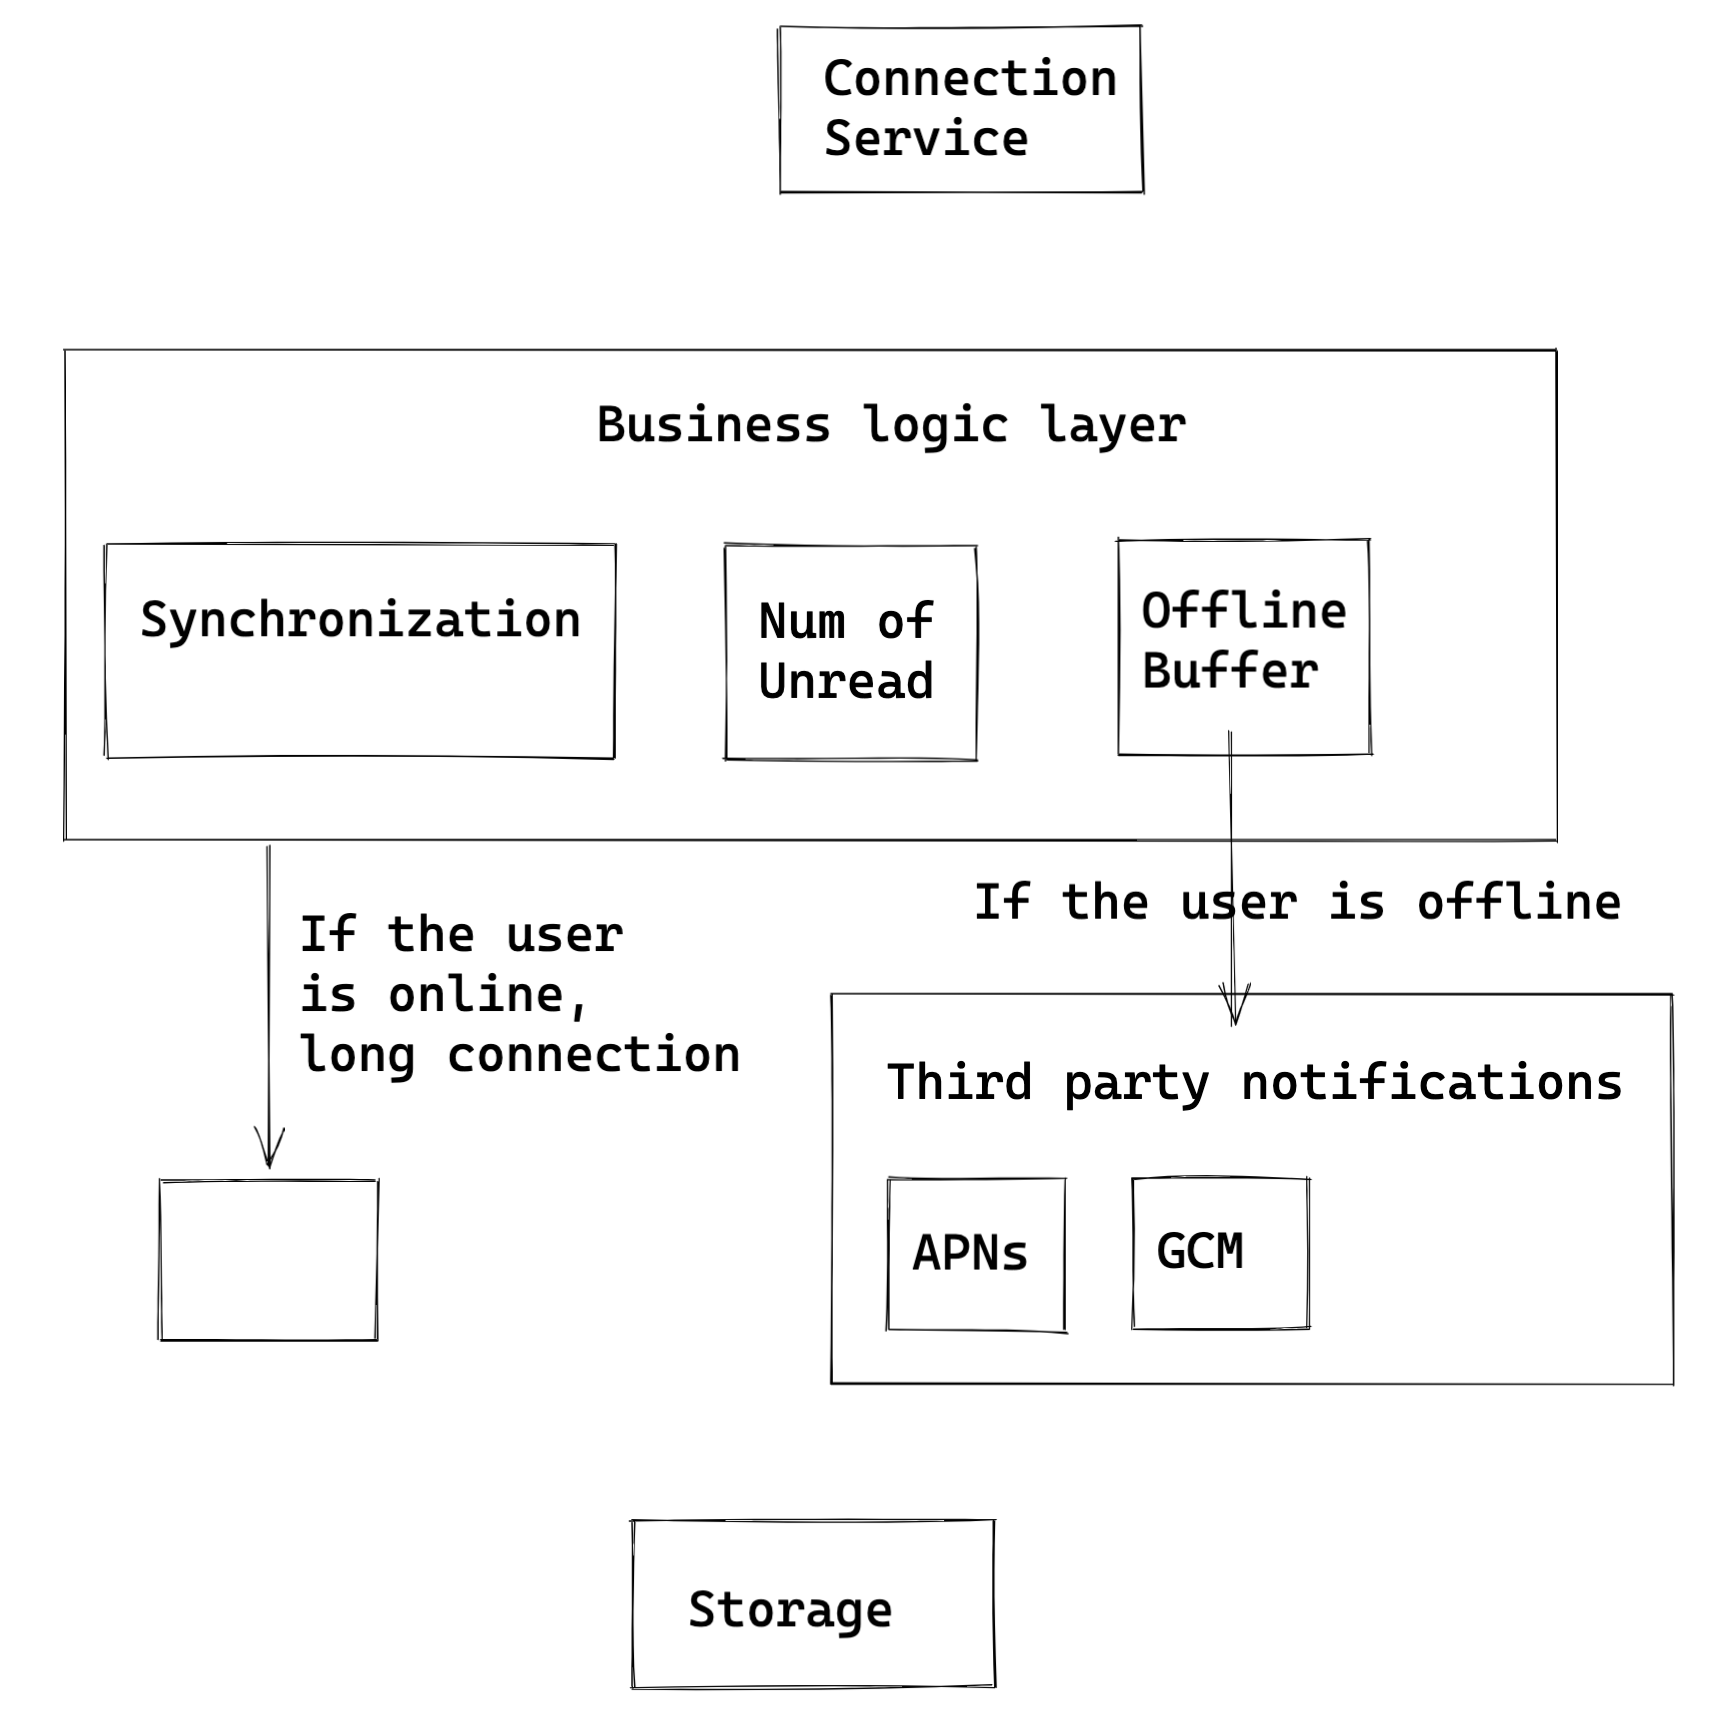 Connection
Service
Business logic layer
Synchronization
Num of
Unread
Offline
Buffer
If the user is offline
If the user
is online,
long connection
Third party notifications
APNs
GCM
Storage